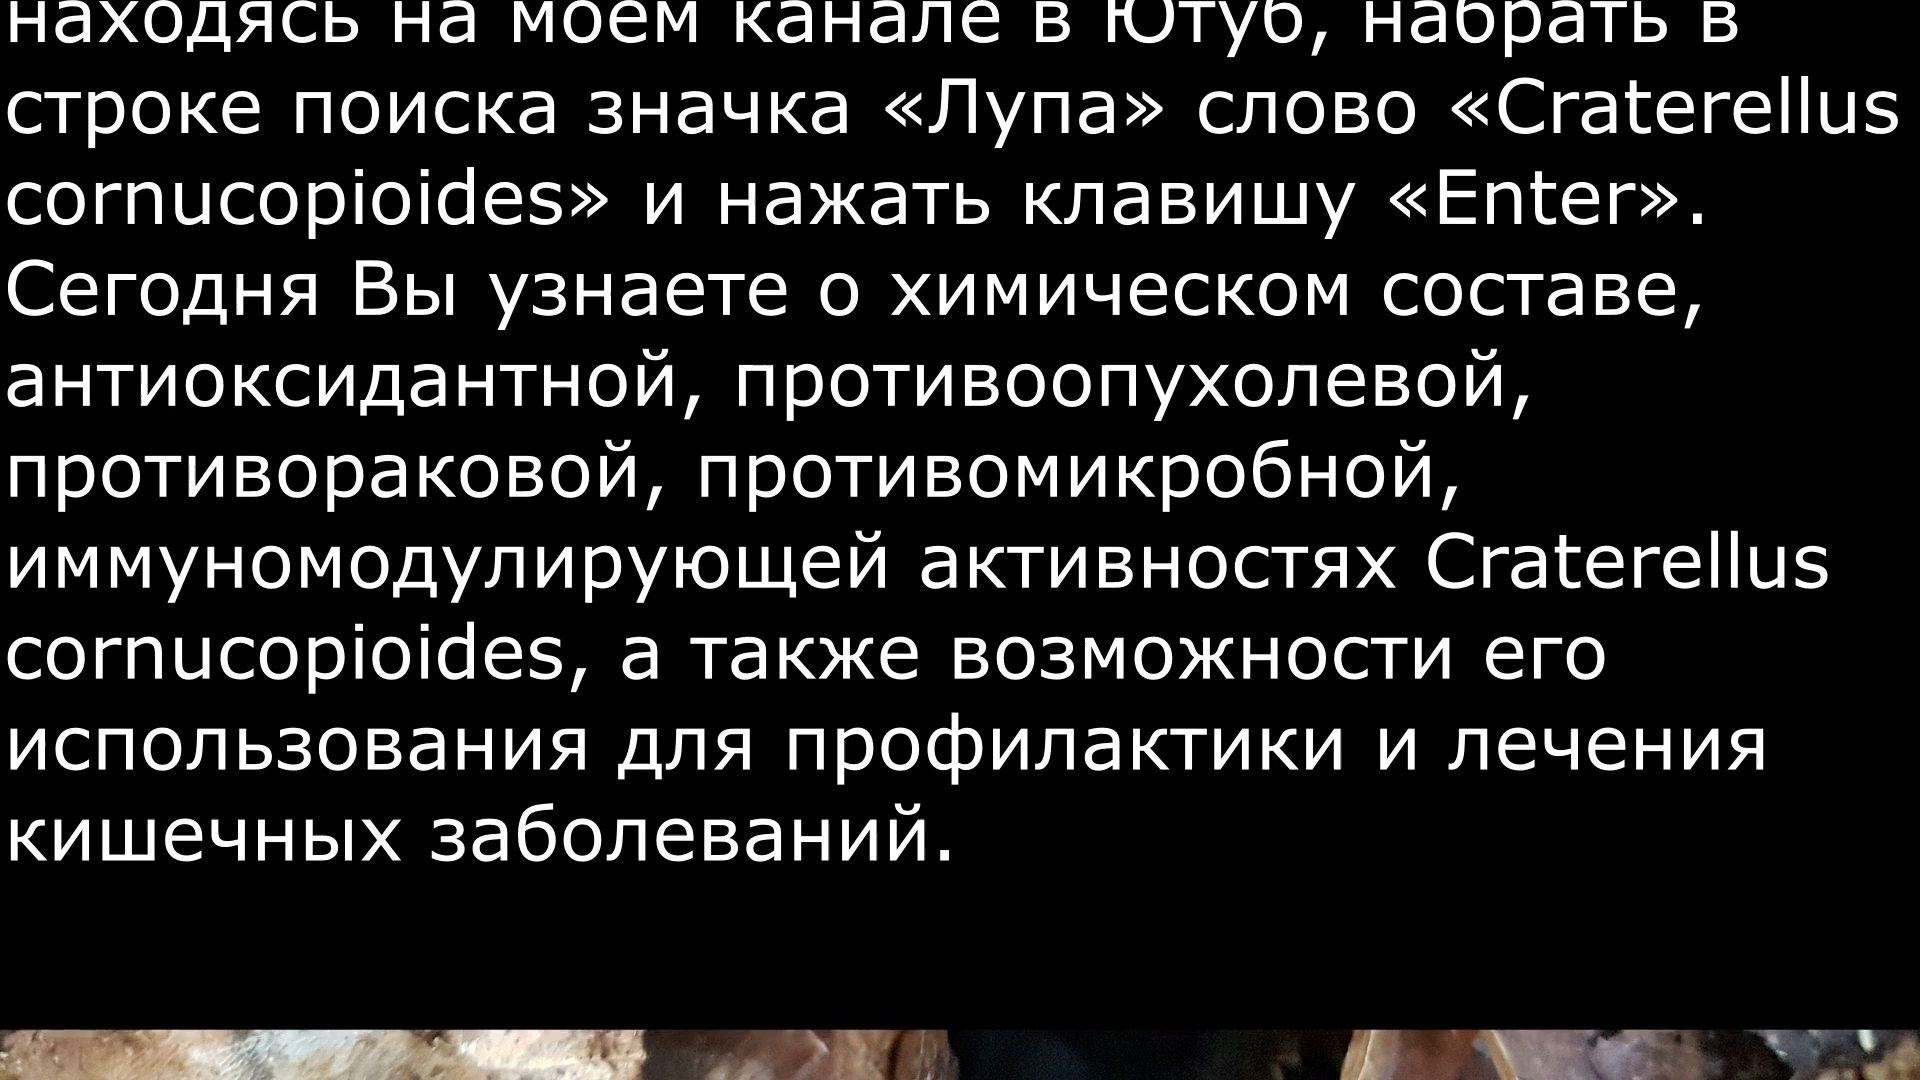 находясь на моем канале в Ютуб, набрать в
строке поиска значка «Лупа» слово «Craterellus
cornucopioides» и нажать клавишу «Enter».
Сегодня Вы узнаете о химическом составе,
антиоксидантной, противоопухолевой,
противораковой, противомикробной,
иммуномодулирующей активностях Craterellus
cornucopioides, а также возможности его
использования для профилактики и лечения
кишечных заболеваний.